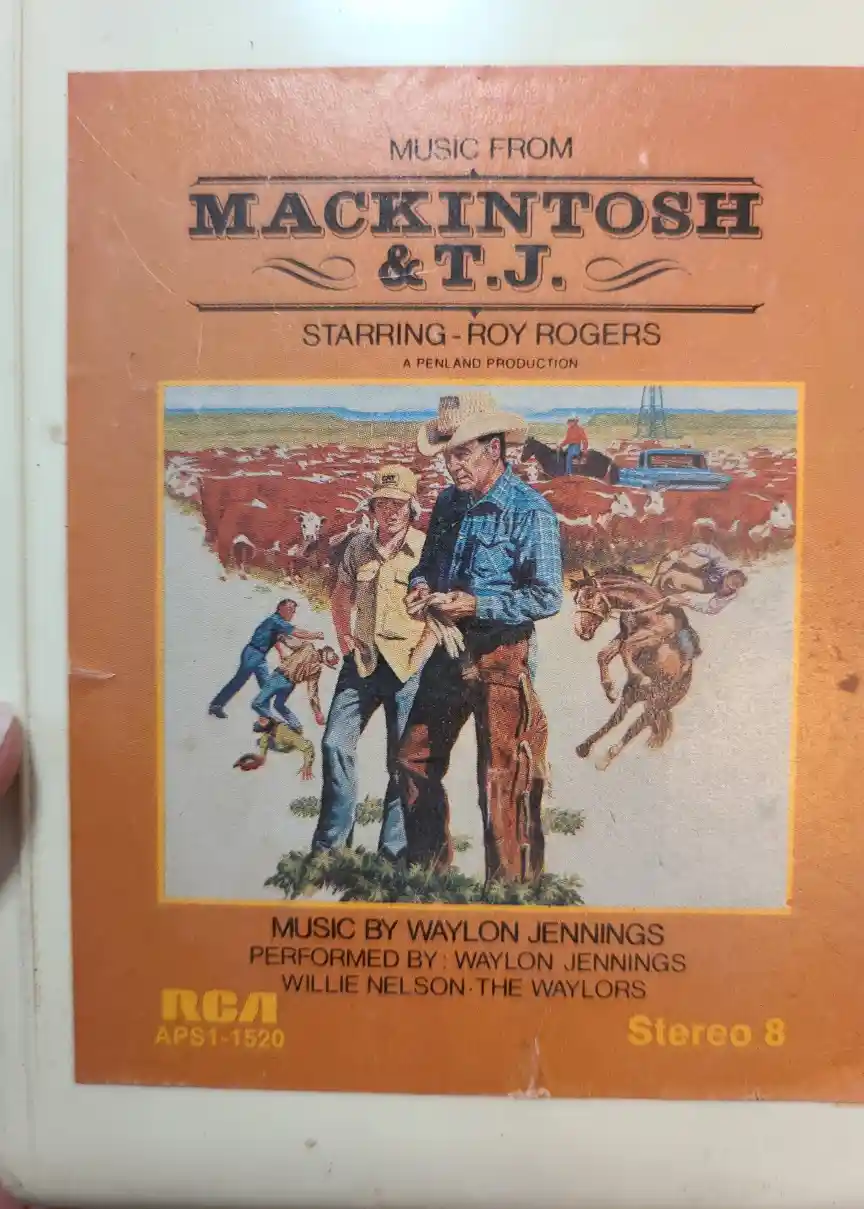 MUSIC FROM
MACKINTOSH
& T.J.
STARRING - ROY ROGERS
A PENLAND PRODUCTION
CAT
MUSIC BY WAYLON JENNINGS
PERFORMED BY: WAYLON JENNINGS
WILLIE NELSON · THE WAYLORS
RCA
APS1-1520
Stereo 8